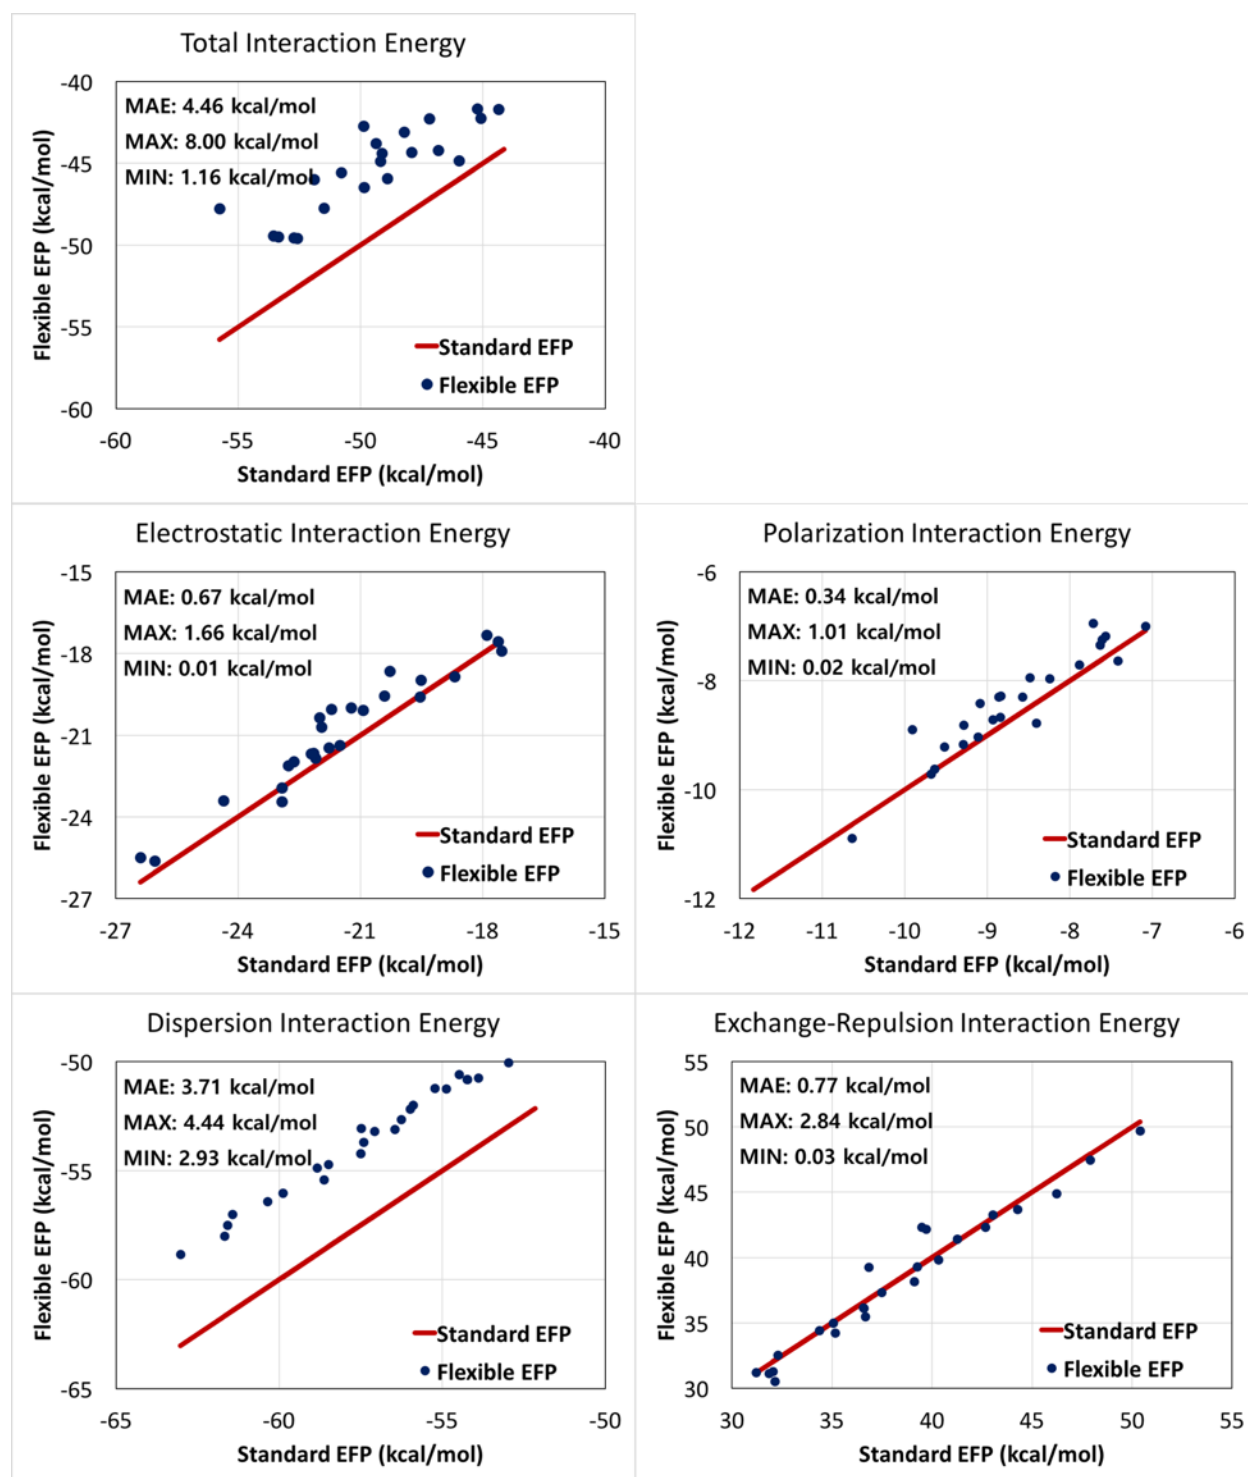 Total Interaction Energy
-40
-45
-50
-55
-60
Flexible EFP (kcal/mol)
MAE: 4.46 kcal/mol
MAX: 8.00 kcal/mol
MIN: 1.16 kcal/mol
Standard EFP
Flexible EFP
-60 -55 -50 -45 -40
Standard EFP (kcal/mol)
Electrostatic Interaction Energy
-15
-18
-21
-24
-27
Flexible EFP (kcal/mol)
MAE: 0.67 kcal/mol
MAX: 1.66 kcal/mol
MIN: 0.01 kcal/mol
Standard EFP
Flexible EFP
-27 -24 -21 -18 -15
Standard EFP (kcal/mol)
Polarization Interaction Energy
-6
-8
-10
-12
Flexible EFP (kcal/mol)
MAE: 0.34 kcal/mol
MAX: 1.01 kcal/mol
MIN: 0.02 kcal/mol
Standard EFP
Flexible EFP
-12 -11 -10 -9 -8 -7 -6
Standard EFP (kcal/mol)
Dispersion Interaction Energy
-50
-55
-60
-65
Flexible EFP (kcal/mol)
MAE: 3.71 kcal/mol
MAX: 4.44 kcal/mol
MIN: 2.93 kcal/mol
Standard EFP
Flexible EFP
-65 -60 -55 -50
Standard EFP (kcal/mol)
Exchange-Repulsion Interaction Energy
55
50
45
40
35
30
Flexible EFP (kcal/mol)
MAE: 0.77 kcal/mol
MAX: 2.84 kcal/mol
MIN: 0.03 kcal/mol
Standard EFP
Flexible EFP
30 35 40 45 50 55
Standard EFP (kcal/mol)